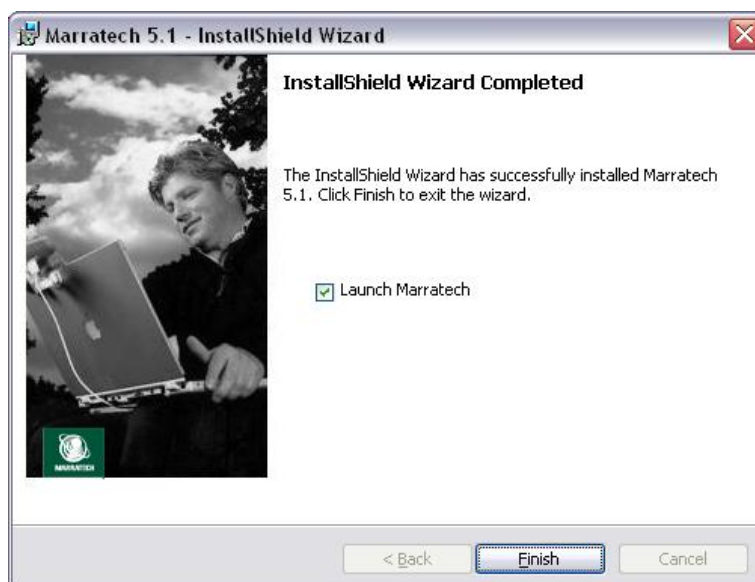 Marratech 5.1 - InstallShield Wizard
InstallShield Wizard Completed
The InstallShield Wizard has successfully installed Marratech
5.1. Click Finish to exit the wizard.
Launch Marratech
MARRATECH
< Back
Finish
Cancel